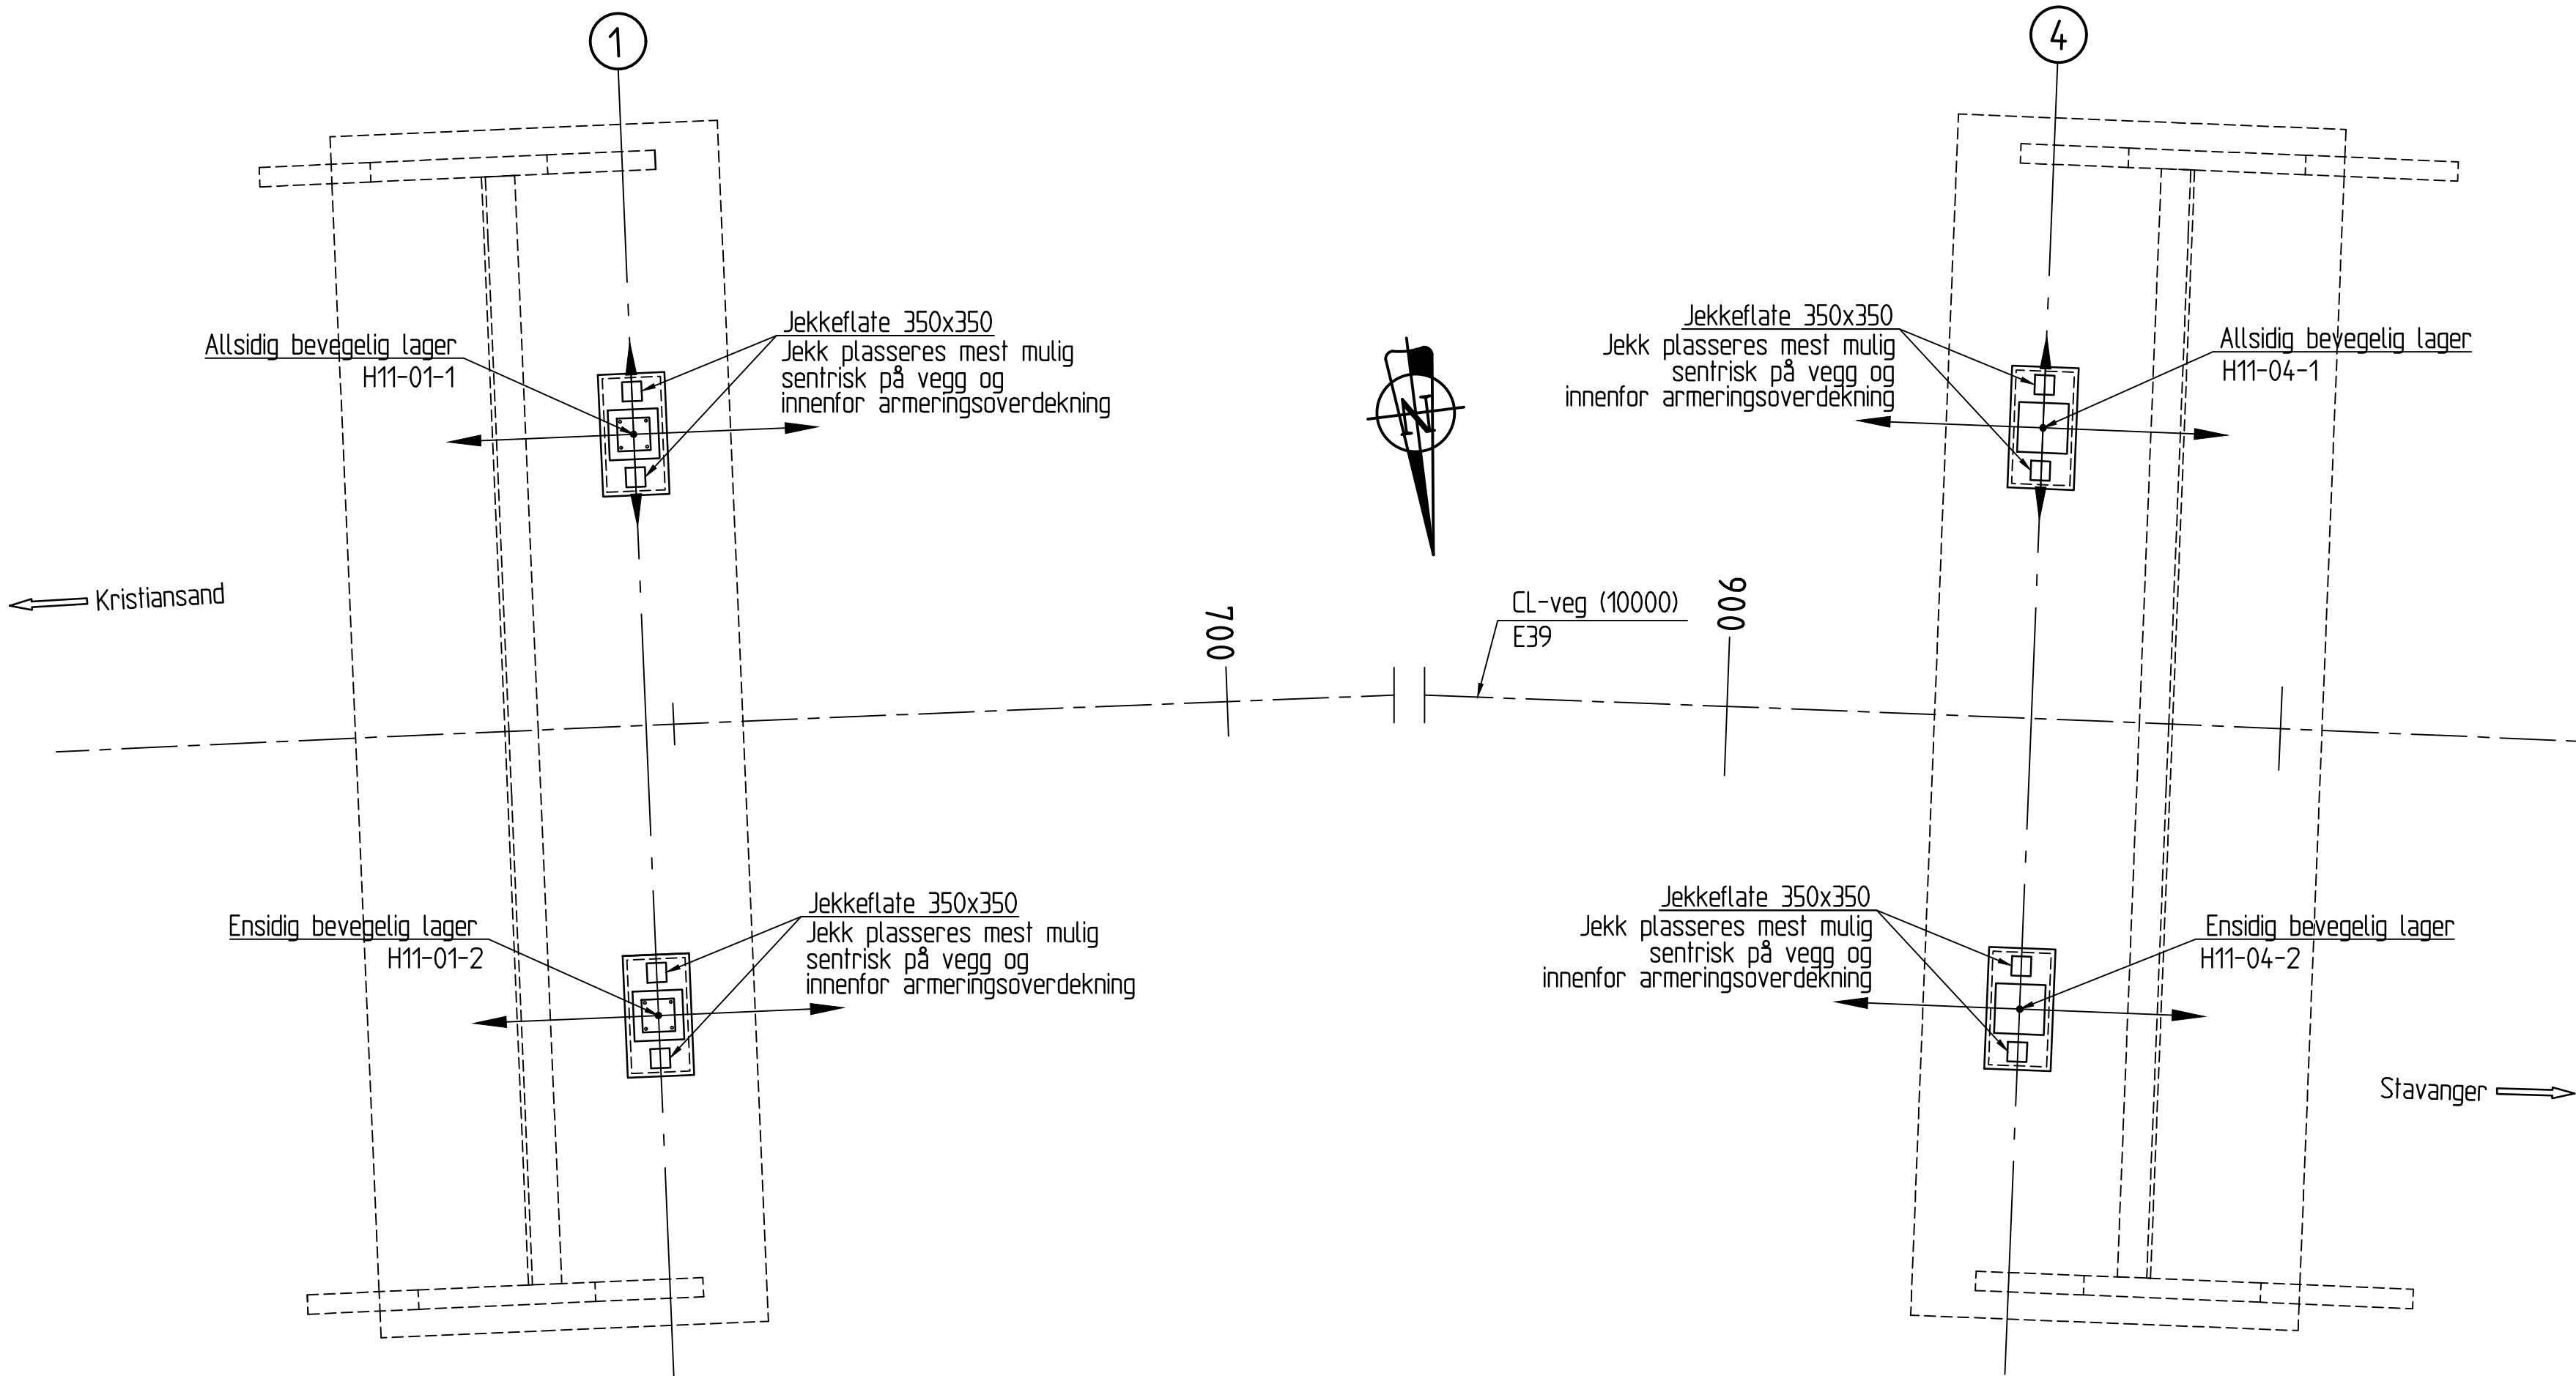 1
4
Jekkeflate 350x350
Jekk plasseres mest mulig
sentrisk på vegg og
innenfor armeringsoverdekning
Allsidig bevegelig lager
H11-01-1
Jekkeflate 350x350
Jekk plasseres mest mulig
sentrisk på vegg og
innenfor armeringsoverdekning
Allsidig bevegelig lager
H11-04-1
N
Kristiansand
700
CL-veg (10000)
E39
900
Ensidig bevegelig lager
H11-01-2
Jekkeflate 350x350
Jekk plasseres mest mulig
sentrisk på vegg og
innenfor armeringsoverdekning
Jekkeflate 350x350
Jekk plasseres mest mulig
sentrisk på vegg og
innenfor armeringsoverdekning
Ensidig bevegelig lager
H11-04-2
Stavanger